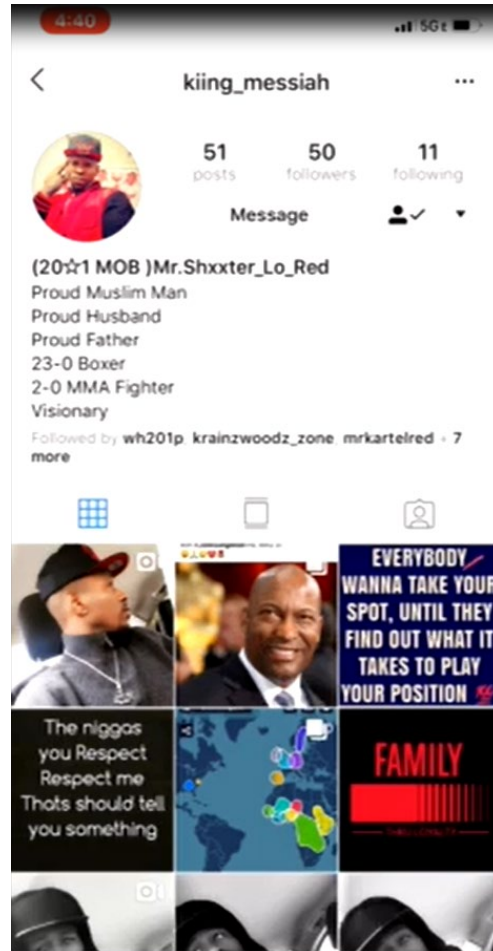 4:40
5GE
kiing_messiah
51
posts
50
followers
11
following
Message
(20☆1 MOB )Mr.Shxxter_Lo_Red
Proud Muslim Man
Proud Husband
Proud Father
23-0 Boxer
2-0 MMA Fighter
Visionary
Followed by wh201p, krainzwoodz_zone, mrkartelred + 7
more
EVERYBODY
WANNA TAKE YOUR
SPOT, UNTIL THEY
FIND OUT WHAT IT
TAKES TO PLAY
YOUR POSITION 💯
The niggas
you Respect
Respect me
Thats should tell
you something
FAMILY